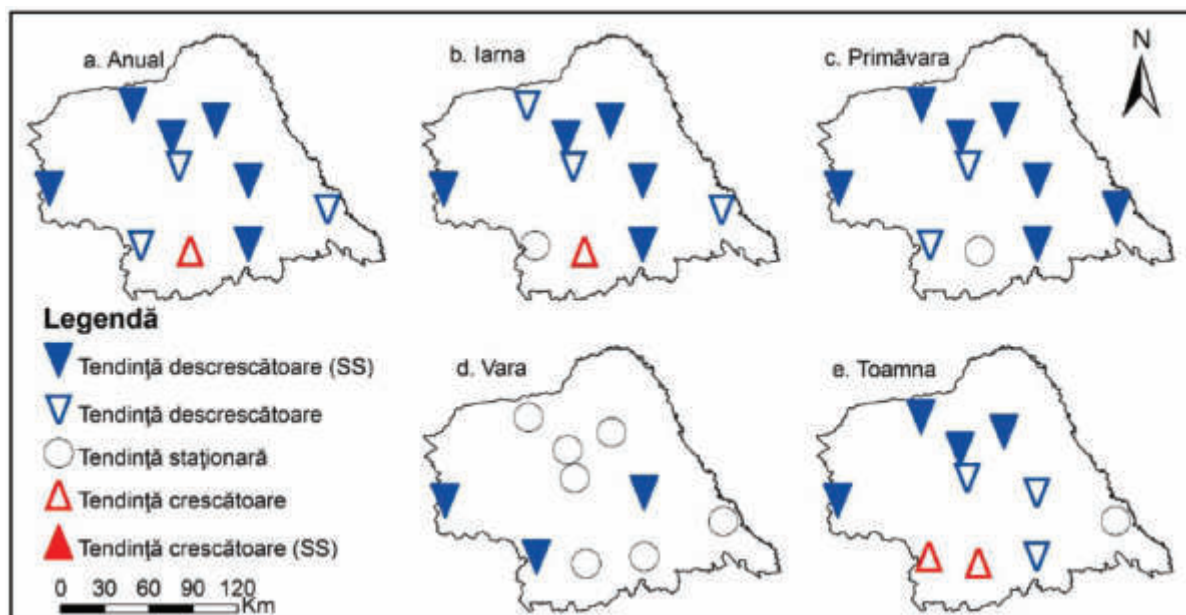 a. Anual
b. Iarna
c. Primăvara
N
Legendă
Tendinţă descrescătoare (SS)
Tendinţă descrescătoare
Tendinţă staţionară
Tendinţă crescătoare
Tendinţă crescătoare (SS)
0 30 60 90 120
Km
d. Vara
e. Toamna